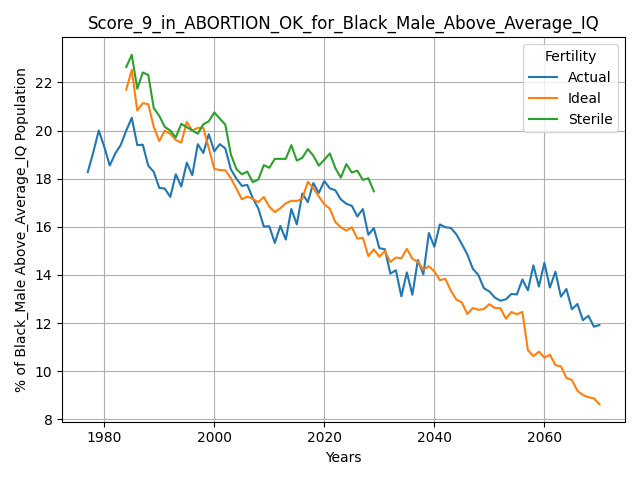 Score_9_in_ABORTION_OK_for_Black_Male_Above_Average_IQ
% of Black_Male Above_Average_IQ Population
22
20
18
16
14
12
10
8
Fertility
Actual
Ideal
Sterile
1980
2000
2020
2040
2060
Years